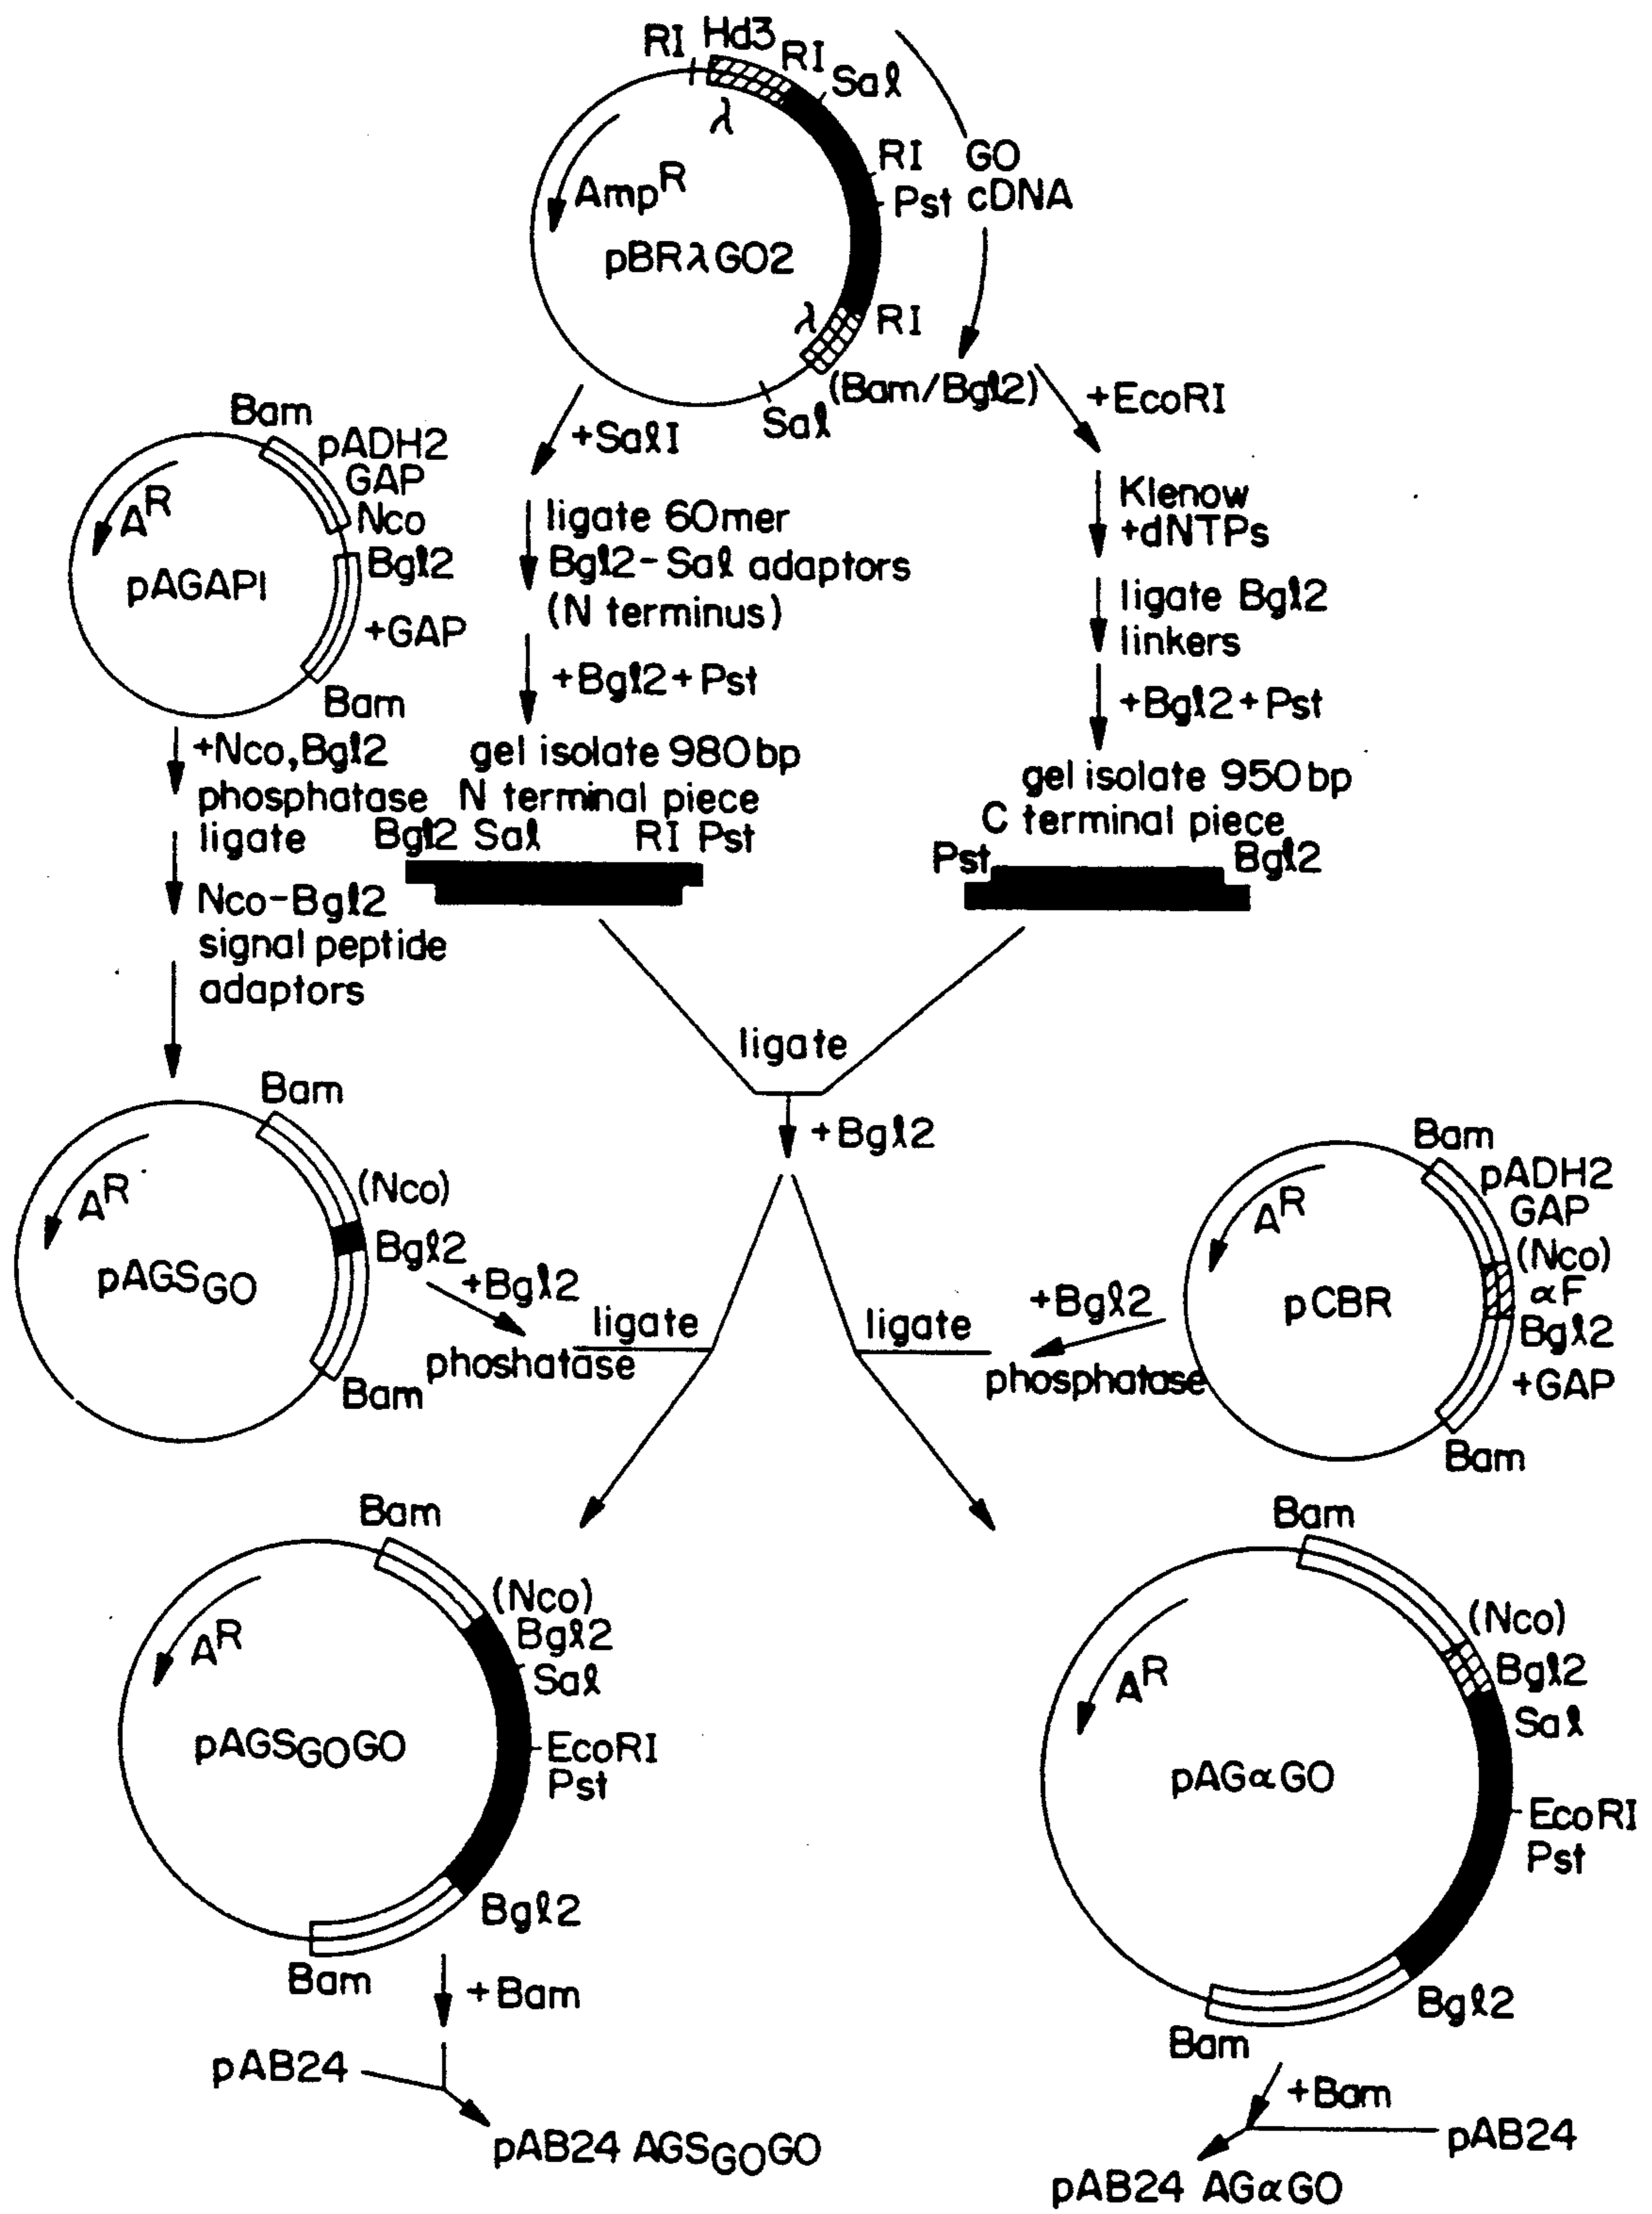 RI Hd3 RI
Salı
λ
Amp^R
RI
Pst
GO
cDNA
pBRλGO2
λ
RI
(Bam/Bgl2)
Sal
+SalI
+EcoRI
Bam
pADH2
GAP
Nco
A^R
Bgl2
pAGAPI
+GAP
Bam
ligate 60mer
Bgl2-Sal adaptors
(N terminus)
+Bgl2+Pst
Klenow
+dNTPs
ligate Bgl2
linkers
+Bgl2+Pst
+Nco,Bgl2
phosphatase
ligate
Nco-Bgl2
signal peptide
adaptors
gel isolate 980bp
N terminal piece
Bgl2 Sal RI Pst
gel isolate 950bp
C terminal piece
Pst Bgl2
ligate
+Bgl2
Bam
(Nco)
A^R
Bgl2
pAGS_GO
Bam
+Bgl2
phoshatase
ligate
ligate
+Bgl2
phosphatase
Bam
pADH2
GAP
(Nco)
αF
A^R
pCBR
Bgl2
+GAP
Bam
Bam
(Nco)
Bgl2
Sal
A^R
pAGS_GOGO
EcoRI
Pst
Bgl2
Bam
+Bam
pAB24
pAB24 AGS_GOGO
Bam
(Nco)
Bgl2
Sal
A^R
pAGαGO
EcoRI
Pst
Bgl2
Bam
+Bam
pAB24
pAB24 AGαGO